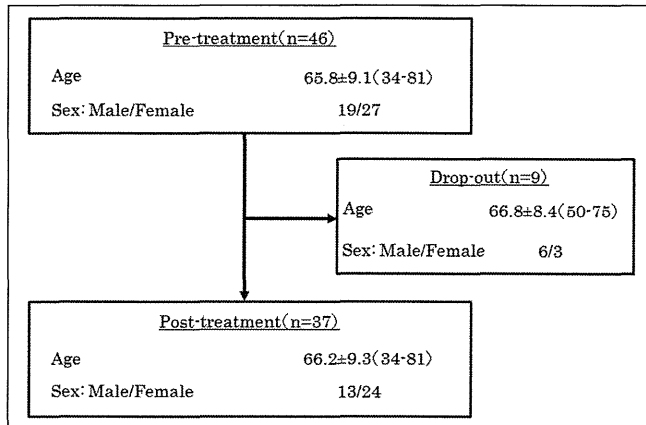 Pre-treatment(n=46)
Age 65.8±9.1(34-81)
Sex: Male/Female 19/27
Drop-out(n=9)
Age 66.8±8.4(50-75)
Sex: Male/Female 6/3
Post-treatment(n=37)
Age 66.2±9.3(34-81)
Sex: Male/Female 13/24